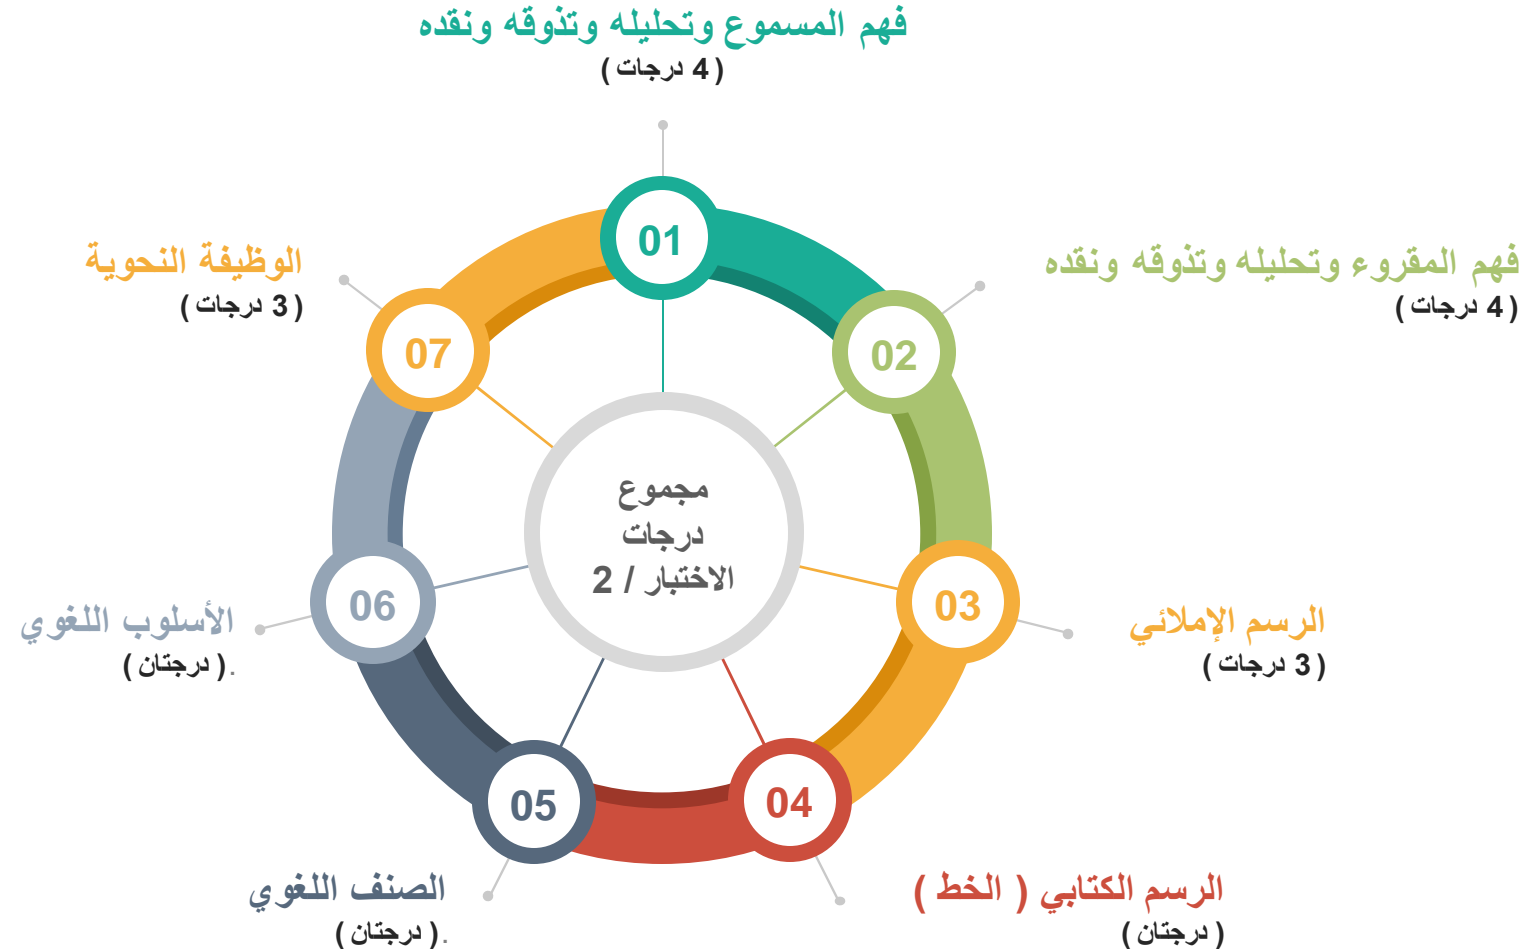 فهم المسموع وتحليله وتذوقه ونقده
( 4 درجات )
01
فهم المقروء وتحليله وتذوقه ونقده
( 4 درجات )
02
الرسم الإملائي
( 3 درجات )
03
الرسم الكتابي ( الخط )
( درجتان )
04
الصنف اللغوي
.( درجتان )
05
الأسلوب اللغوي
.( درجتان )
06
الوظيفة النحوية
( 3 درجات )
07
مجموع
درجات
الاختبار / 2